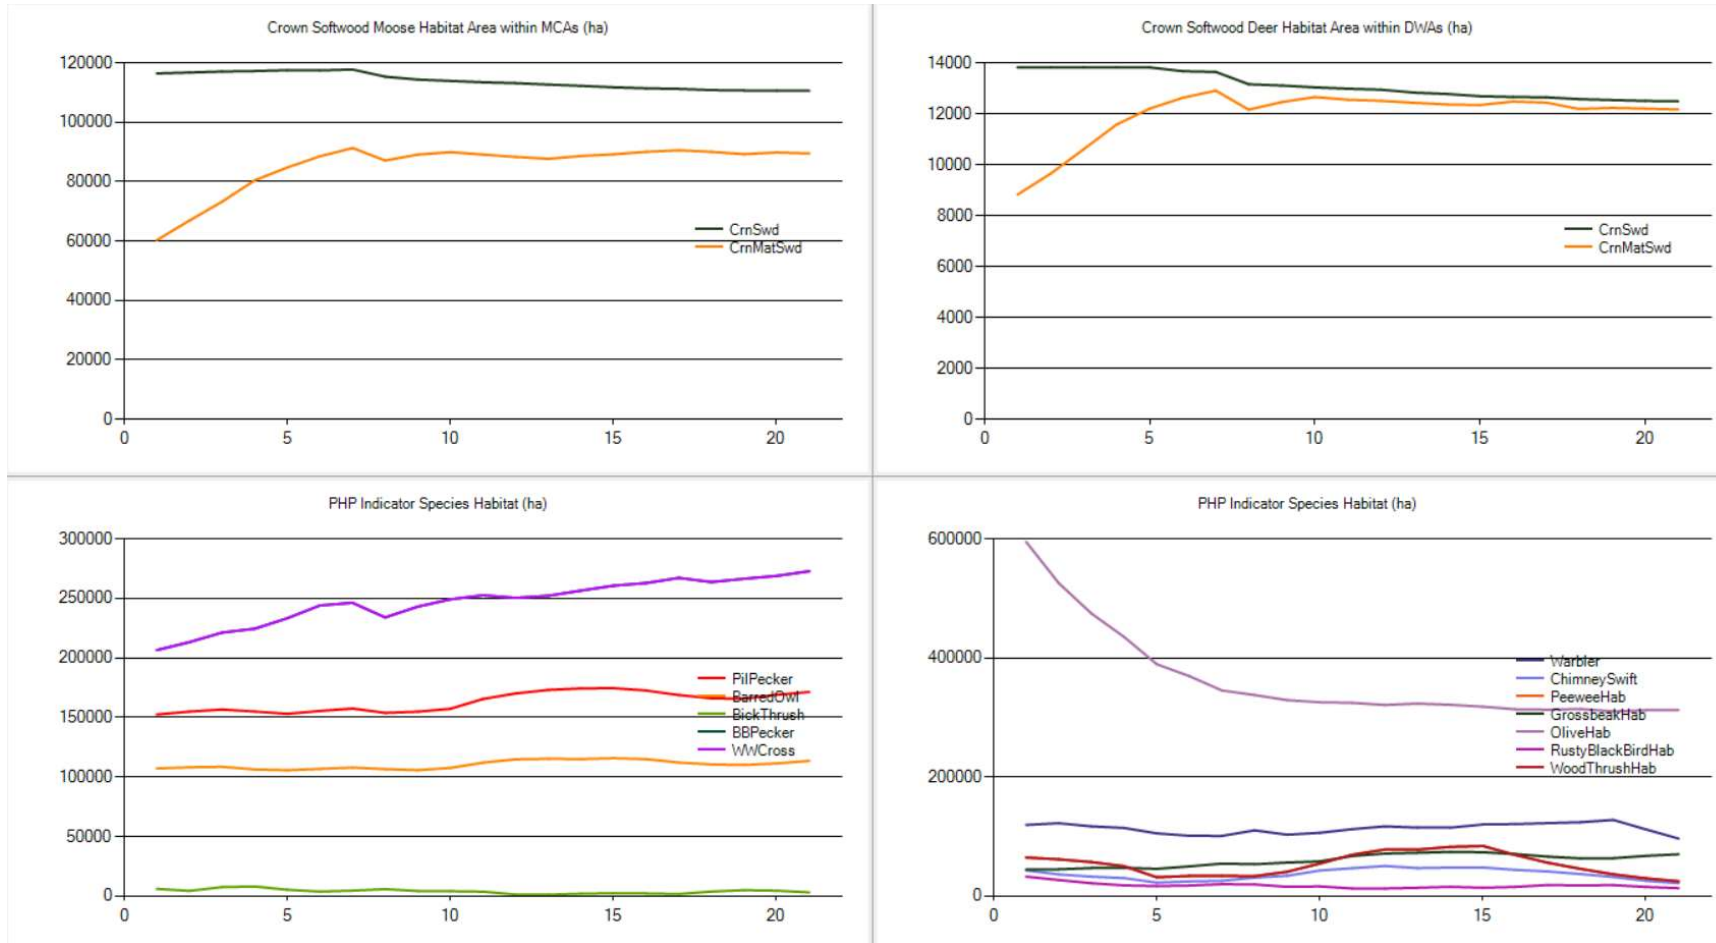 Crown Softwood Moose Habitat Area within MCAs (ha)
120000
100000
80000
60000
40000
20000
0
0 5 10 15 20
CrnSwd
CrnMatSwd
Crown Softwood Deer Habitat Area within DWAs (ha)
14000
12000
10000
8000
6000
4000
2000
0
0 5 10 15 20
CrnSwd
CrnMatSwd
PHP Indicator Species Habitat (ha)
300000
250000
200000
150000
100000
50000
0
0 5 10 15 20
PilPecker
BarredOwl
BickThrush
BBPecker
WWCross
PHP Indicator Species Habitat (ha)
600000
400000
200000
0
0 5 10 15 20
Warbler
ChimneySwift
PeeweeHab
GrossbeakHab
OliveHab
RustyBlackBirdHab
WoodThrushHab